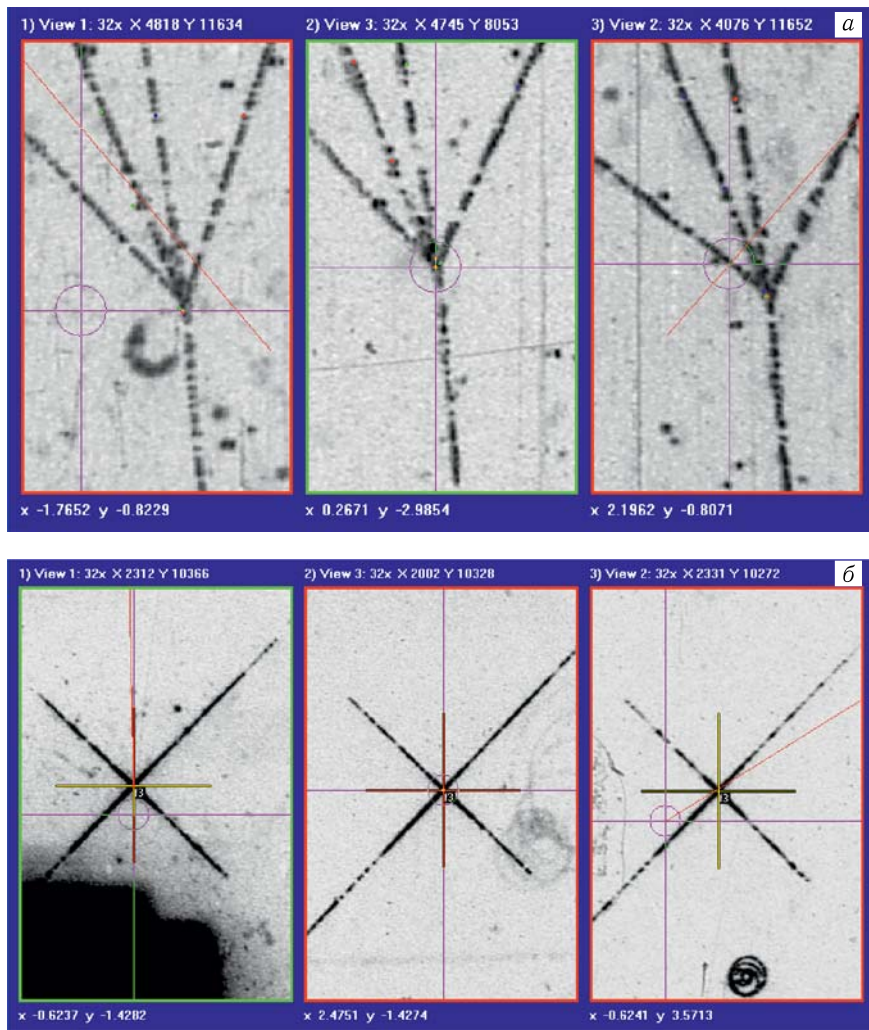 1) View 1: 32x X 4818 Y 11634
2) View 3: 32x X 4745 Y 8053
3) View 2: 32x X 4076 Y 11652
а
x -1.7652 y -0.8229
x 0.2671 y -2.9854
x 2.1962 y -0.8071
1) View 1: 32x X 2312 Y 10366
2) View 3: 32x X 2002 Y 10328
3) View 2: 32x X 2331 Y 10272
б
3
3
3
x -0.6237 y -1.4282
x 2.4751 y -1.4274
x -0.6241 y 3.5713